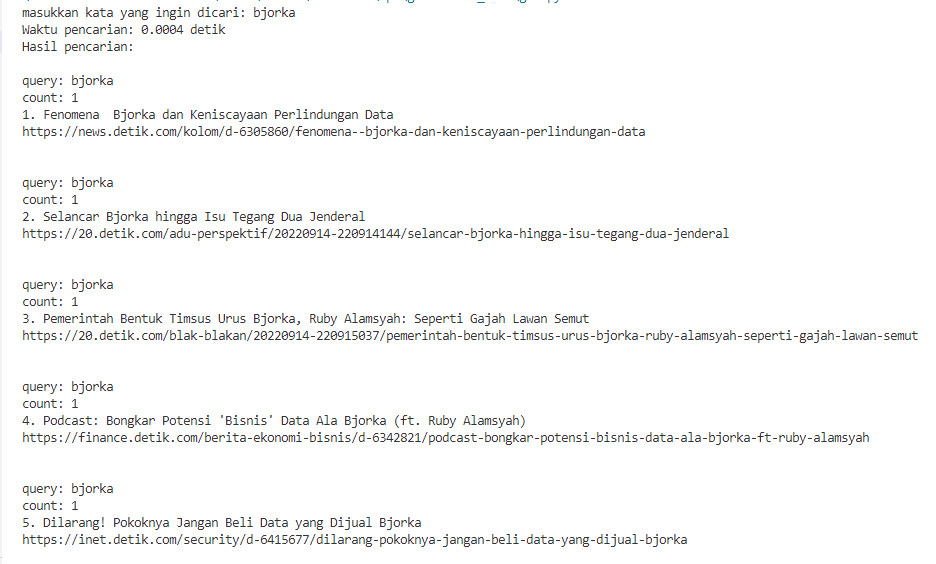 masukkan kata yang ingin dicari: bjorka
Waktu pencarian: 0.0004 detik
Hasil pencarian:
query: bjorka
count: 1
1. Fenomena  Bjorka dan Keniscayaan Perlindungan Data
https://news.detik.com/kolom/d-6305860/fenomena--bjorka-dan-keniscayaan-perlindungan-data
query: bjorka
count: 1
2. Selancar Bjorka hingga Isu Tegang Dua Jenderal
https://20.detik.com/adu-perspektif/20220914-220914144/selancar-bjorka-hingga-isu-tegang-dua-jenderal
query: bjorka
count: 1
3. Pemerintah Bentuk Timsus Urus Bjorka, Ruby Alamsyah: Seperti Gajah Lawan Semut
https://20.detik.com/blak-blakan/20220914-220915037/pemerintah-bentuk-timsus-urus-bjorka-ruby-alamsyah-seperti-gajah-lawan-semut
query: bjorka
count: 1
4. Podcast: Bongkar Potensi 'Bisnis' Data Ala Bjorka (ft. Ruby Alamsyah)
https://finance.detik.com/berita-ekonomi-bisnis/d-6342821/podcast-bongkar-potensi-bisnis-data-ala-bjorka-ft-ruby-alamsyah
query: bjorka
count: 1
5. Dilarang! Pokoknya Jangan Beli Data yang Dijual Bjorka
https://inet.detik.com/security/d-6415677/dilarang-pokoknya-jangan-beli-data-yang-dijual-bjorka